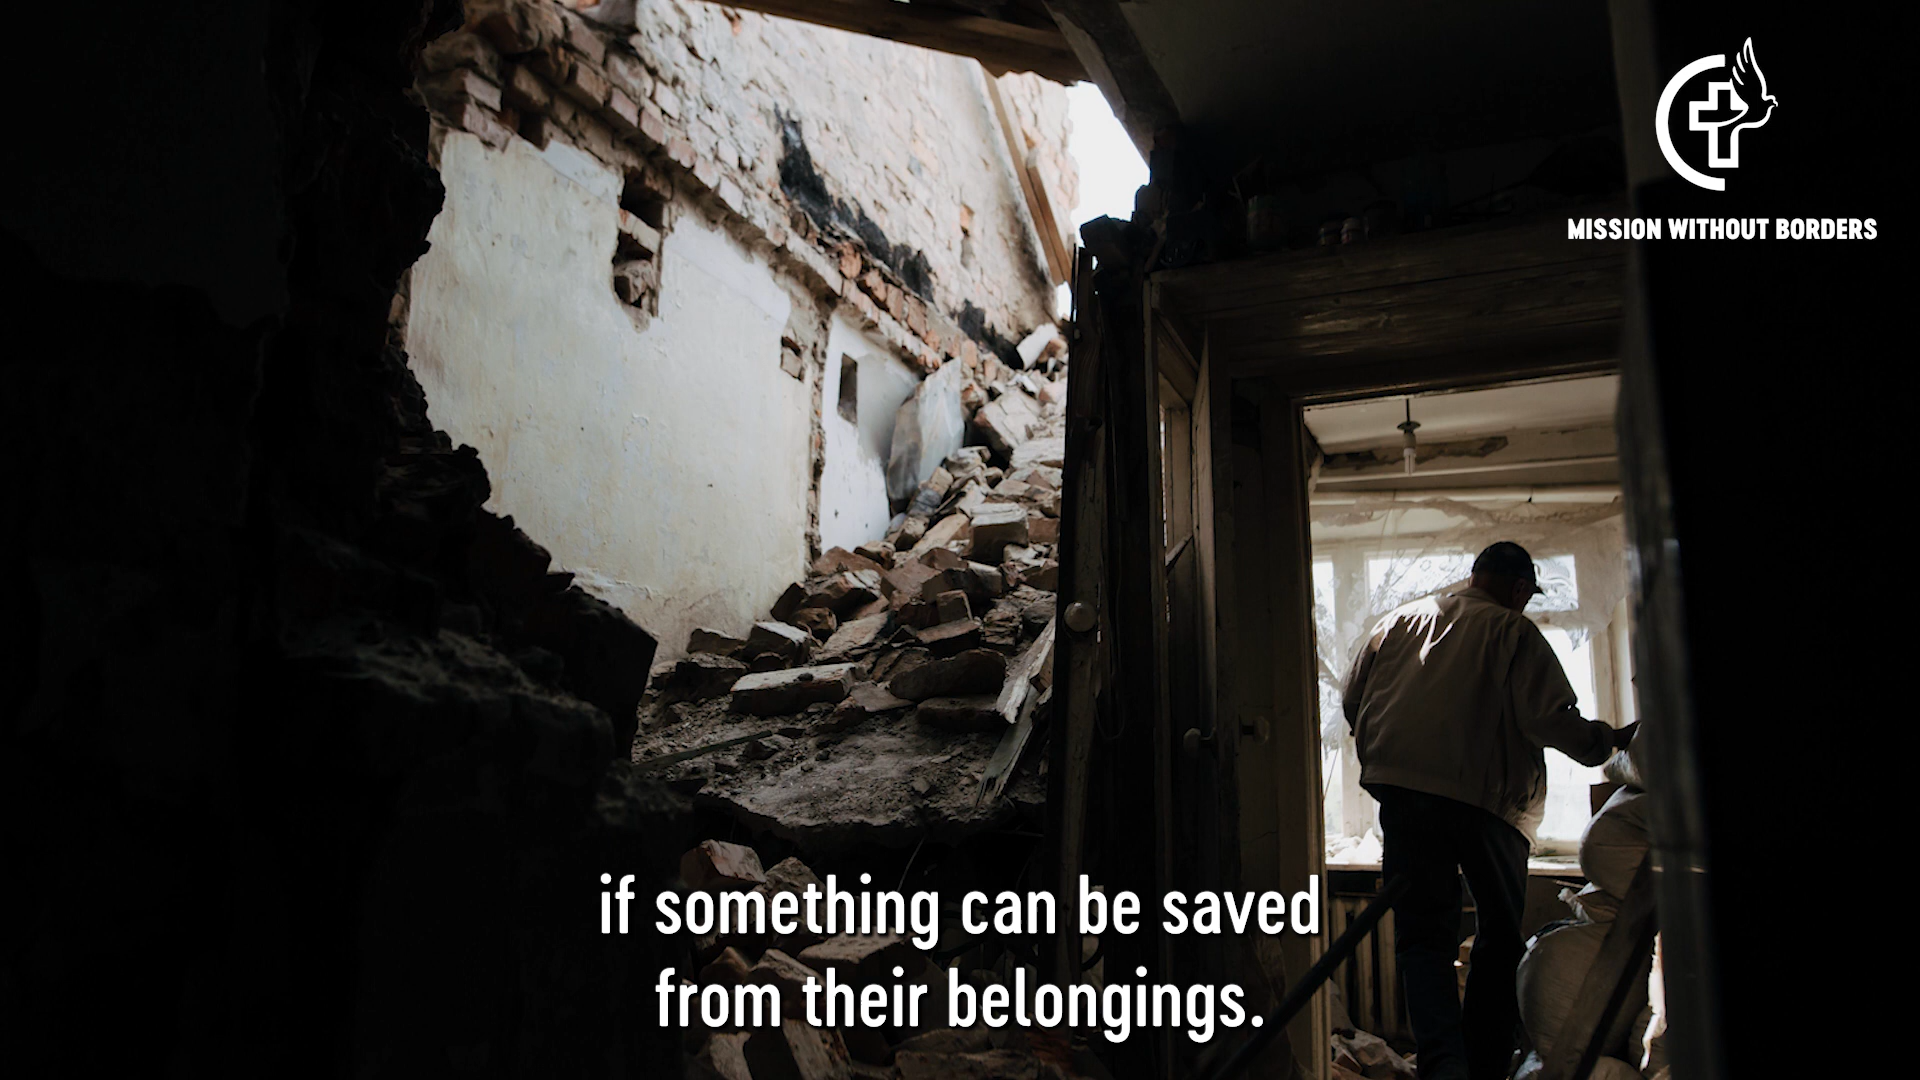 MISSION WITHOUT BORDERS
if something can be saved
from their belongings.